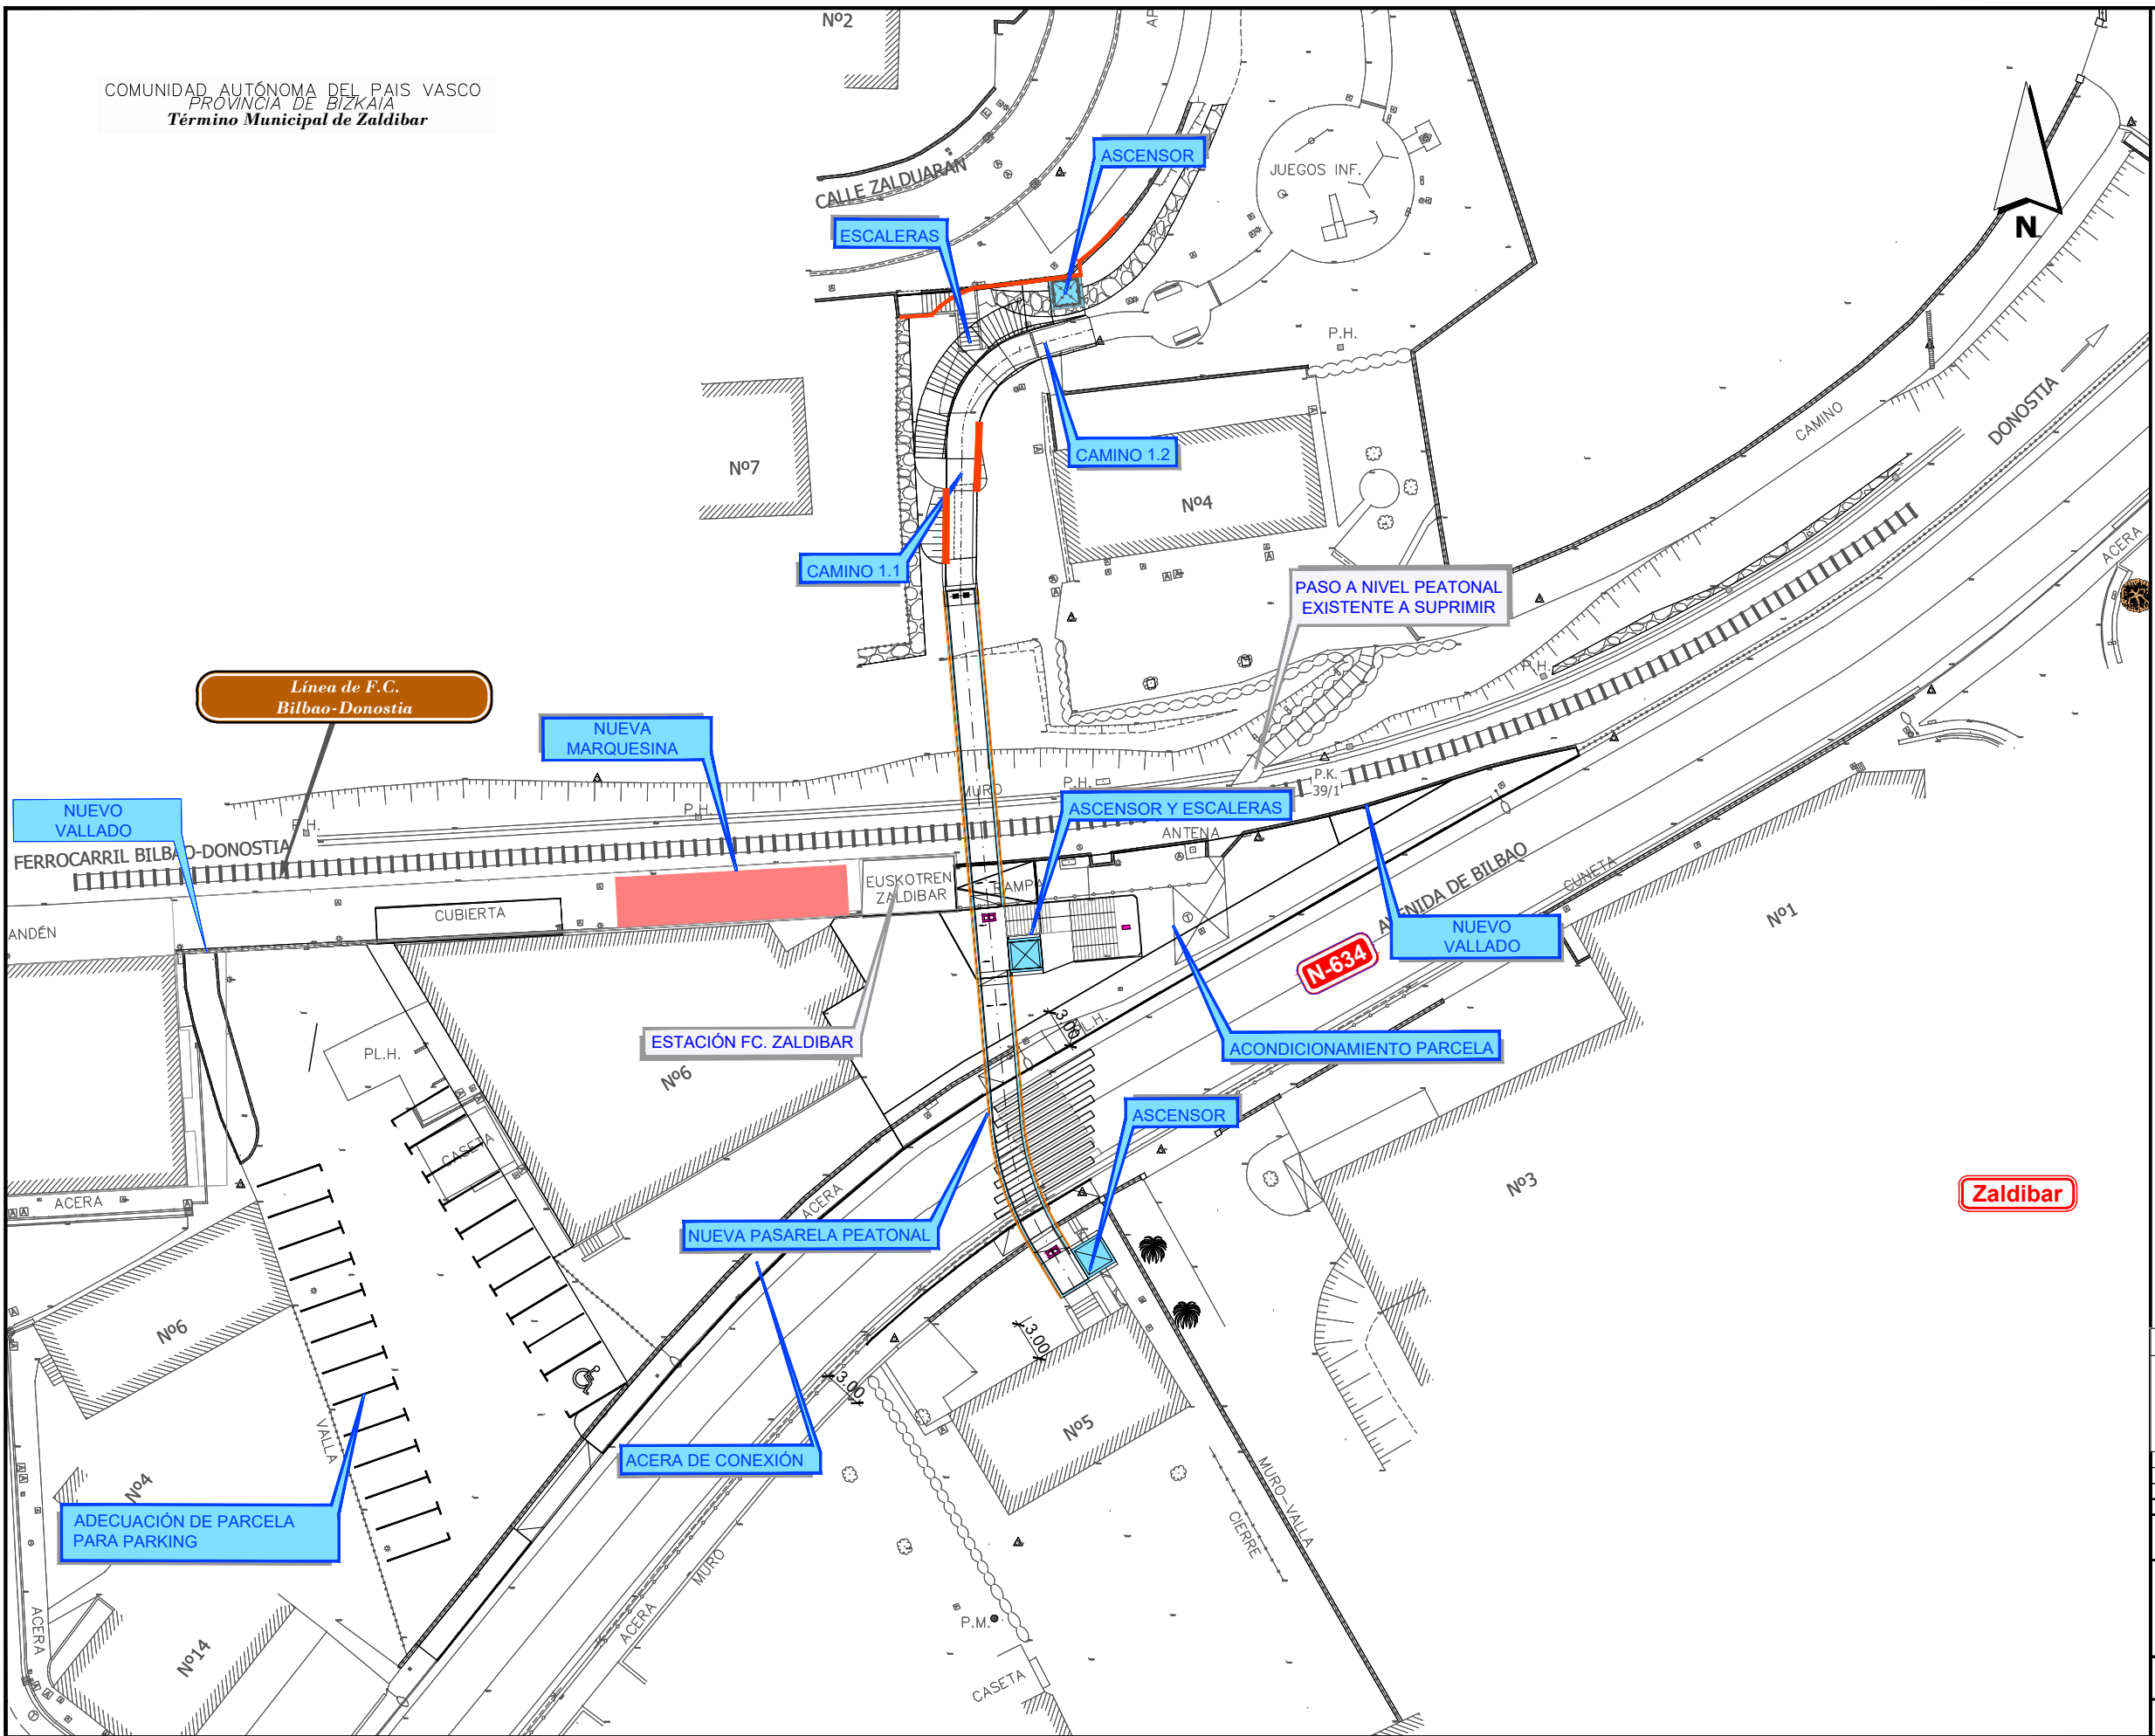 Nº2
AP
COMUNIDAD AUTÓNOMA DEL PAIS VASCO
PROVINCIA DE BIZKAIA
Término Municipal de Zaldibar
ASCENSOR
JUEGOS INF.
CALLE ZALDUARAN
ESCALERAS
N
P.H.
CAMINO
DONOSTIA
Nº7
CAMINO 1.2
Nº4
ACERA
CAMINO 1.1
PASO A NIVEL PEATONAL
EXISTENTE A SUPRIMIR
P.H.
Línea de F.C.
Bilbao-Donostia
NUEVA
MARQUESINA
MURO
P.H.
P.K.
39/1
NUEVO
VALLADO
P.H.
P.H.
ASCENSOR Y ESCALERAS
ANTENA
FERROCARRIL BILBAO-DONOSTIA
AVENIDA DE BILBAO
CUNETA
EUSKOTREN
ZALDIBAR
RAMPA
CUBIERTA
ANDÉN
Nº1
NUEVO
VALLADO
N-634
ESTACIÓN FC. ZALDIBAR
3.00
PL.H.
ACONDICIONAMIENTO PARCELA
PL.H.
Nº6
ASCENSOR
CASETA
Nº3
Zaldibar
ACERA
ACERA
NUEVA PASARELA PEATONAL
Nº6
3.00
3.00
VALLA
Nº5
ACERA DE CONEXIÓN
Nº4
MURO-VALLA
CIERRE
ADECUACIÓN DE PARCELA
PARA PARKING
MURO
ACERA
ACERA
P.M.
Nº14
CASETA